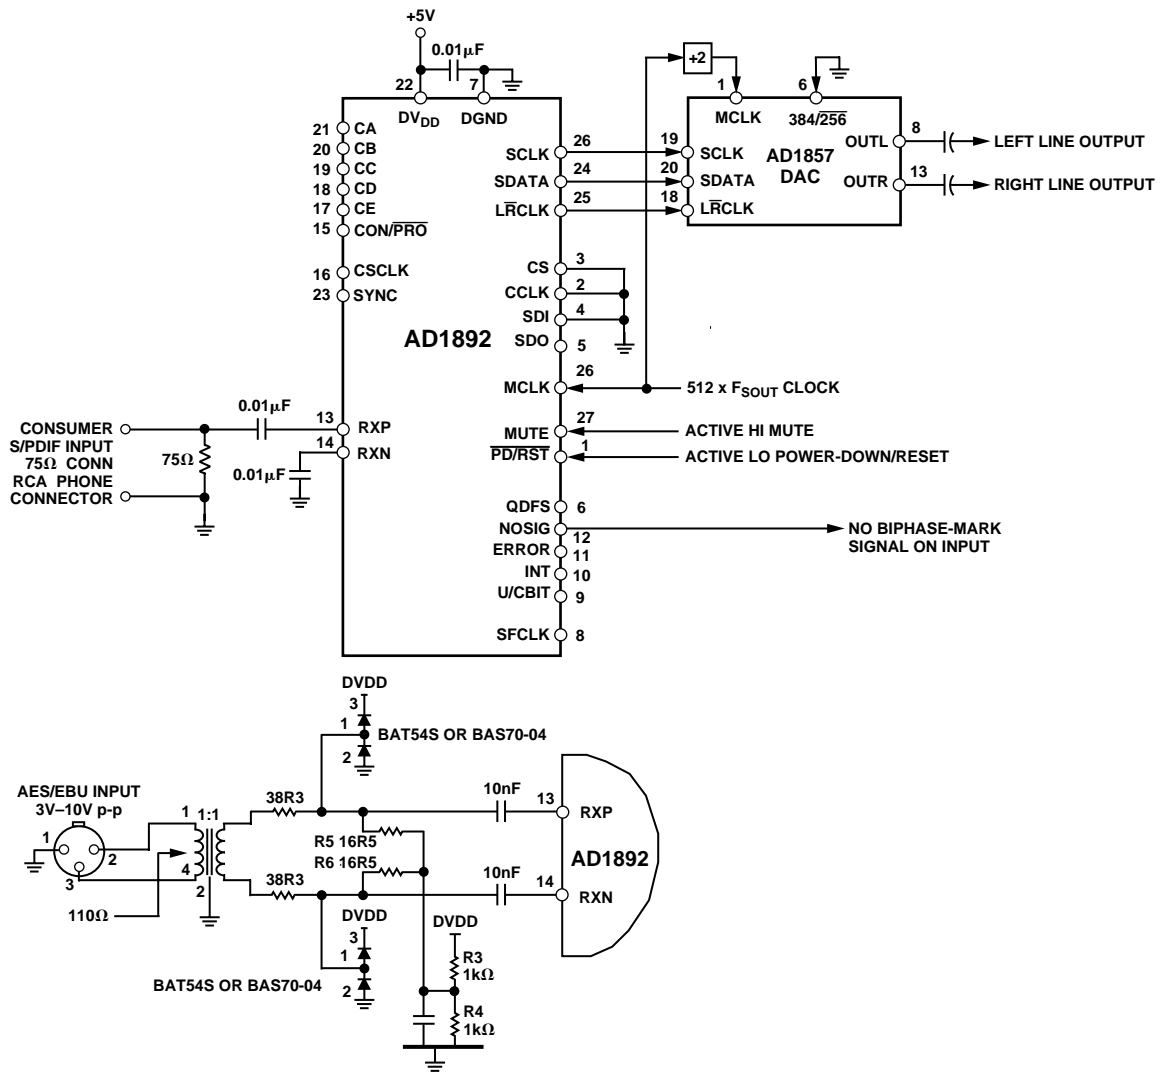 +5V
0.01μF
22
7
DVDD
DGND
21 CA
20 CB
19 CC
18 CD
17 CE
15 CON/P̅R̅O̅
16 CSCLK
23 SYNC
AD1892
SCLK 26
SDATA 24
LR̅CLK 25
CS 3
CCLK 2
SDI 4
SDO 5
MCLK 26
512 x FSOUT CLOCK
MUTE 27
ACTIVE HI MUTE
P̅D̅/R̅S̅T̅ 1
ACTIVE LO POWER-DOWN/RESET
QDFS 6
NOSIG
12
NO BIPHASE-MARK
SIGNAL ON INPUT
ERROR
11
INT 10
U/CBIT 9
SFCLK 8
+2
1
6
MCLK
384/2̅5̅6̅
19 SCLK
20 SDATA
18 LR̅CLK
AD1857
DAC
OUTL 8
LEFT LINE OUTPUT
OUTR 13
RIGHT LINE OUTPUT
CONSUMER
S/PDIF INPUT
75Ω CONN
RCA PHONE
CONNECTOR
75Ω
0.01μF
13 RXP
14 RXN
0.01μF
DVDD
3
1
2
BAT54S OR BAS70-04
AES/EBU INPUT
3V–10V p-p
1
2
3
110Ω
1 1:1
4
2
38R3
38R3
R5 16R5
R6 16R5
10nF
10nF
13 RXP
14 RXN
AD1892
DVDD
3
1
2
BAT54S OR BAS70-04
DVDD
R3
1kΩ
R4
1kΩ